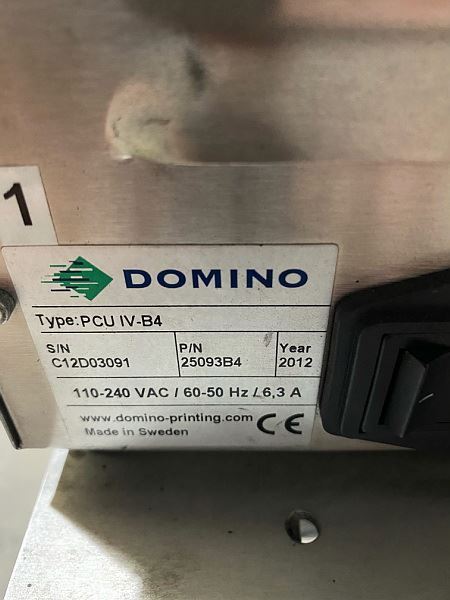 1
DOMINO
Type:PCU IV-B4
S/N P/N Year
C12D03091 25093B4 2012
110-240 VAC / 60-50 Hz / 6,3 A
www.domino-printing.com
Made in Sweden CE